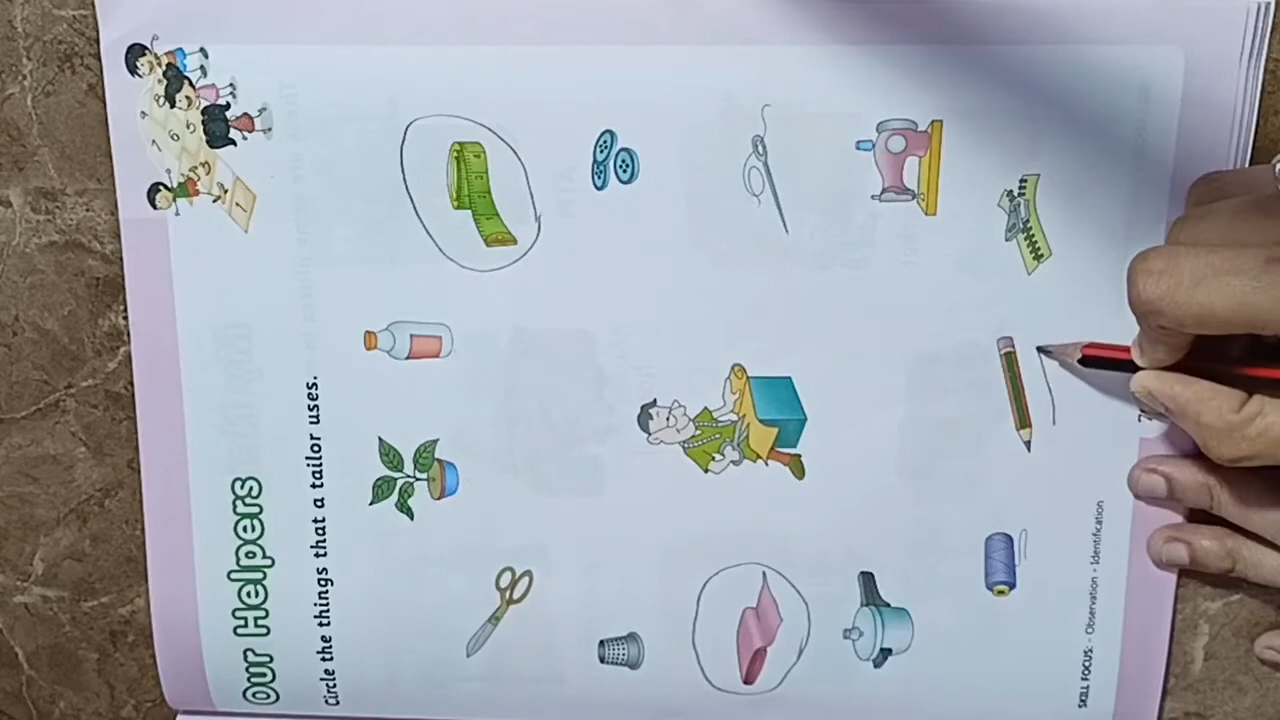 Our Helpers
Circle the things that a tailor uses.
SKILL FOCUS: - Observation - Identification